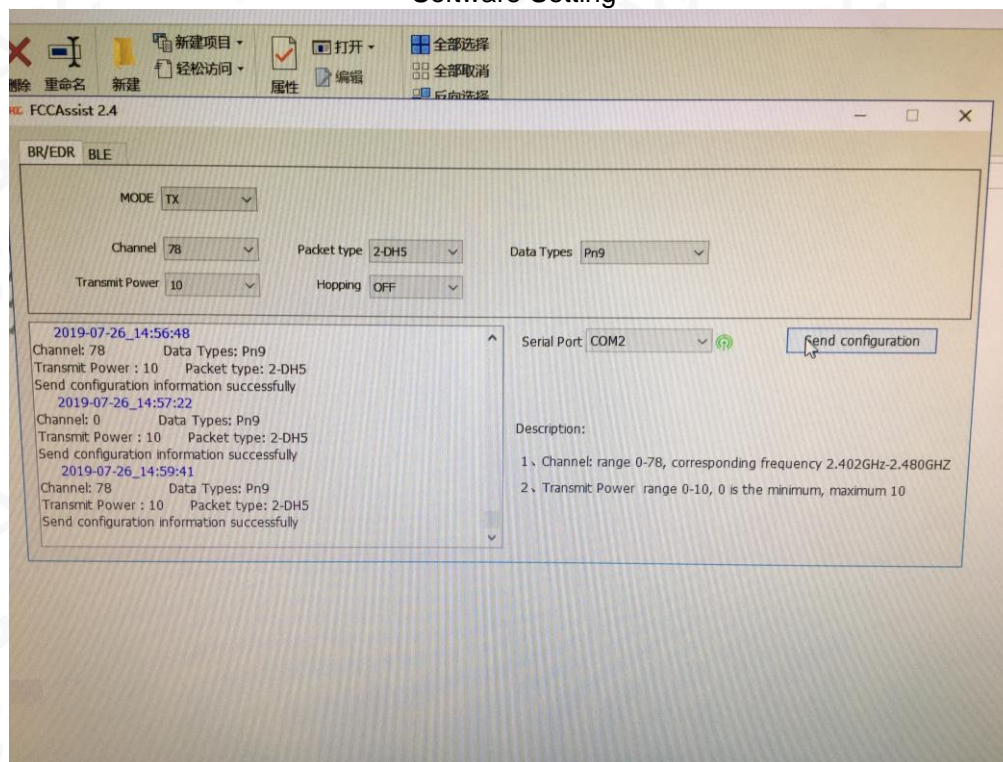 Software Setting
新建项目
打开
全部选择
轻松访问
编辑
全部取消
重命名
新建
属性
反向选择
FCCAssist 2.4
BR/EDR BLE
MODE TX
Channel 78 Packet type 2-DH5 Data Types Pn9
Transmit Power 10 Hopping OFF
2019-07-26_14:56:48
Channel: 78 Data Types: Pn9
Transmit Power : 10 Packet type: 2-DH5
Send configuration information successfully
2019-07-26_14:57:22
Channel: 0 Data Types: Pn9
Transmit Power : 10 Packet type: 2-DH5
Send configuration information successfully
2019-07-26_14:59:41
Channel: 78 Data Types: Pn9
Transmit Power : 10 Packet type: 2-DH5
Send configuration information successfully
Serial Port COM2 Send configuration
Description:
1、Channel: range 0-78, corresponding frequency 2.402GHz-2.480GHZ
2、Transmit Power range 0-10, 0 is the minimum, maximum 10